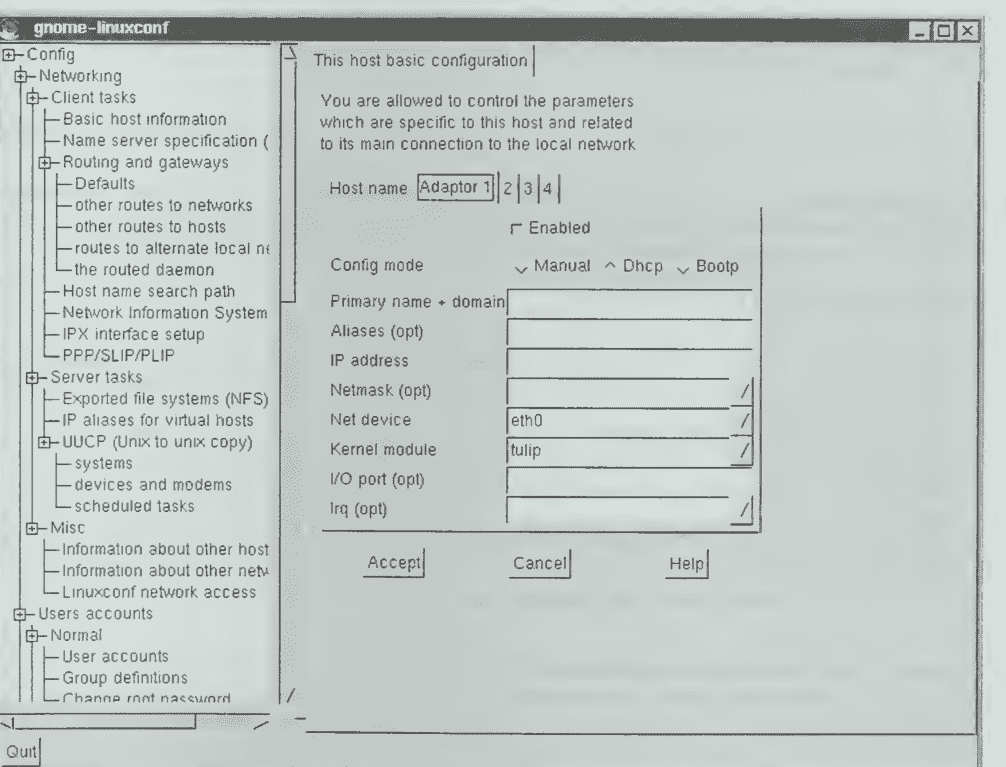 gnome-linuxconf
Config
Networking
Client tasks
Basic host information
Name server specification (
Routing and gateways
Defaults
other routes to networks
other routes to hosts
routes to alternate local ne
the routed daemon
Host name search path
Network Information System
IPX interface setup
PPP/SLIP/PLIP
Server tasks
Exported file systems (NFS)
IP aliases for virtual hosts
UUCP (Unix to unix copy)
systems
devices and modems
scheduled tasks
Misc
Information about other host
Information about other netw
Linuxconf network access
Users accounts
Normal
User accounts
Group definitions
Change root password
Quit
This host basic configuration
You are allowed to control the parameters
which are specific to this host and related
to its main connection to the local network
Host name Adaptor 1 2 3 4
Enabled
Config mode Manual Dhcp Bootp
Primary name + domain
Aliases (opt)
IP address
Netmask (opt)
Net device eth0
Kernel module tulip
I/O port (opt)
Irq (opt)
Accept Cancel Help